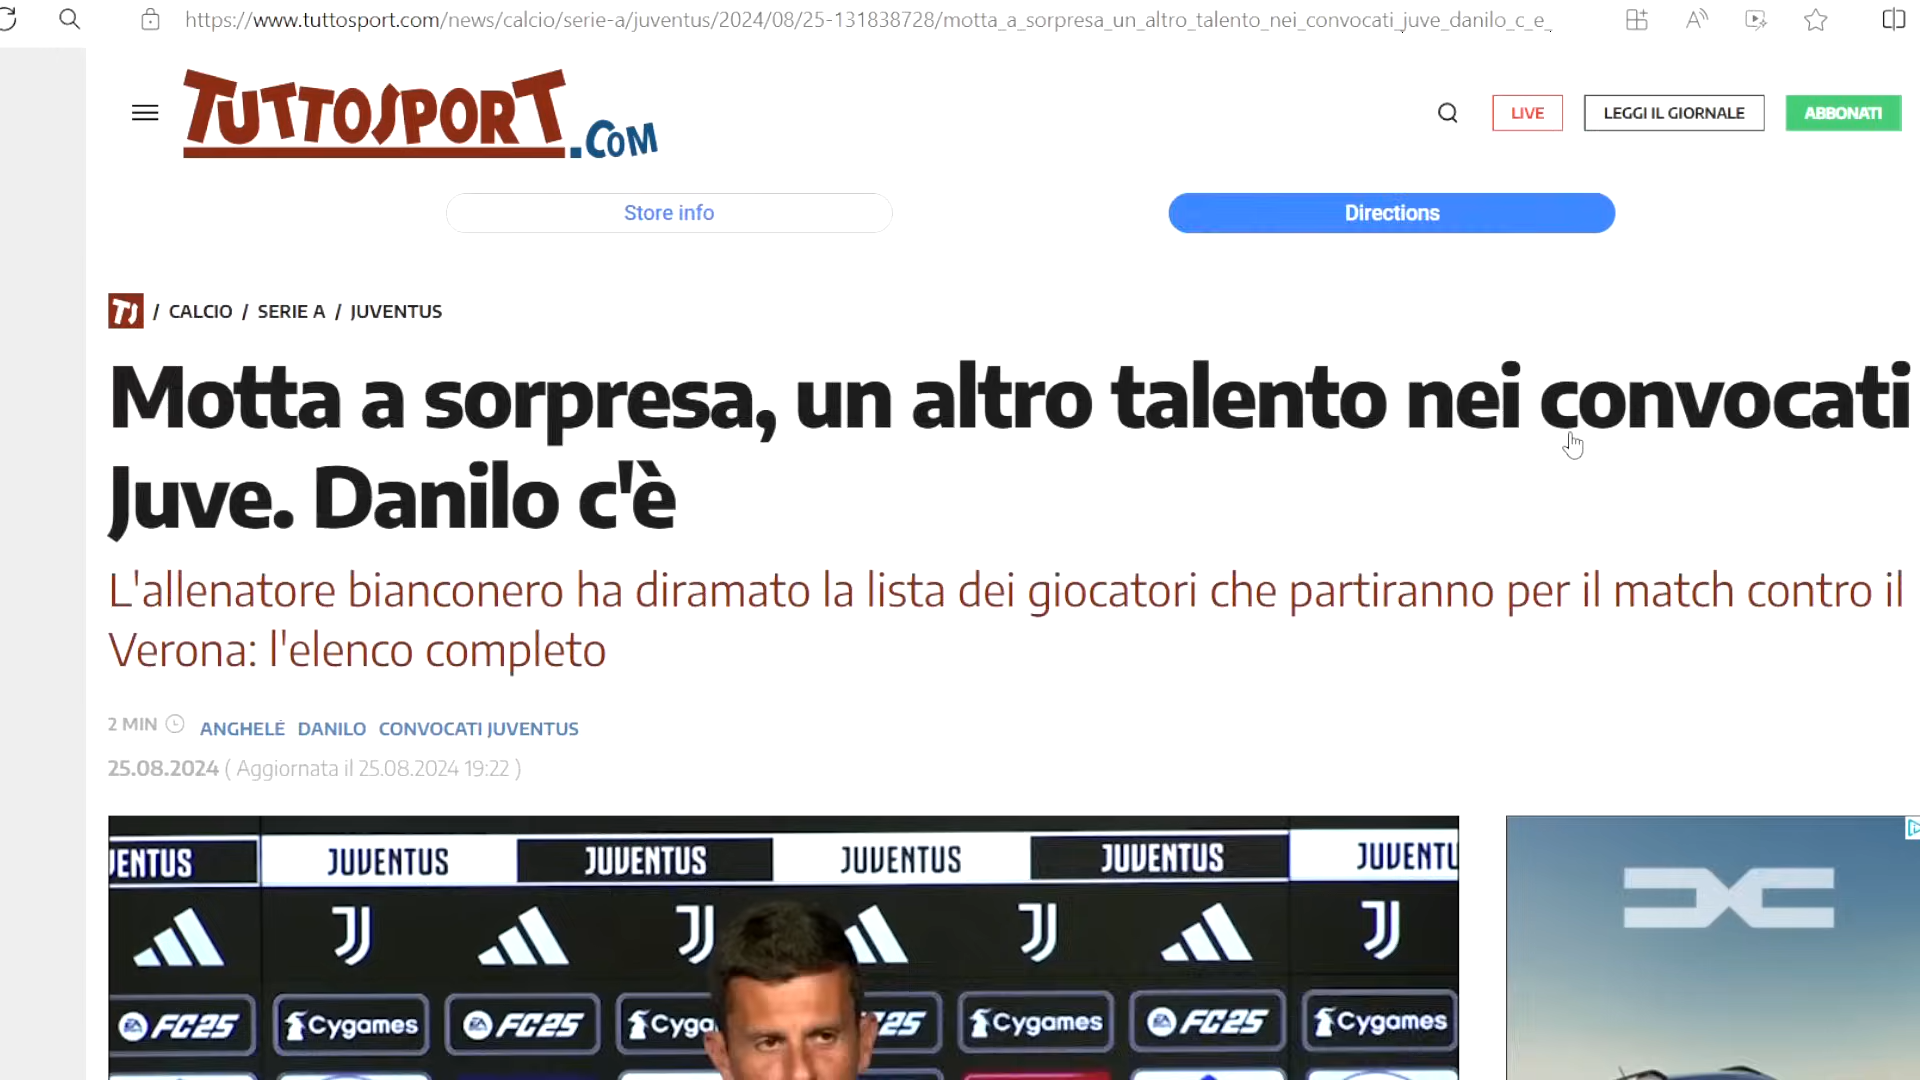 https://www.tuttosport.com/news/calcio/serie-a/juventus/2024/08/25-131838728/motta_a_sorpresa_un_altro_talento_nei_convocati_juve_danilo_c_e_
TUTTOSPORT.COM
LIVE
LEGGI IL GIORNALE
ABBONATI
Store info
Directions
TS / CALCIO / SERIE A / JUVENTUS
Motta a sorpresa, un altro talento nei convocati
Juve. Danilo c'è
L'allenatore bianconero ha diramato la lista dei giocatori che partiranno per il match contro il
Verona: l'elenco completo
2 MIN ANGHELÈ DANILO CONVOCATI JUVENTUS
25.08.2024 ( Aggiornata il 25.08.2024 19:22 )
JUVENTUS JUVENTUS JUVENTUS JUVENTUS
FC25 Cygames FC25 Cygames FC25 Cygames